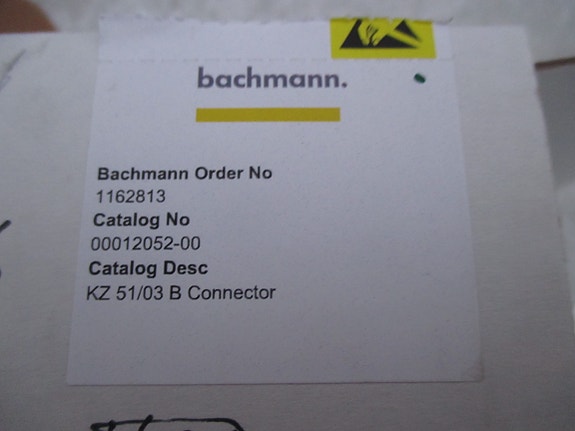 bachmann.
Bachmann Order No
1162813
Catalog No
00012052-00
Catalog Desc
KZ 51/03 B Connector